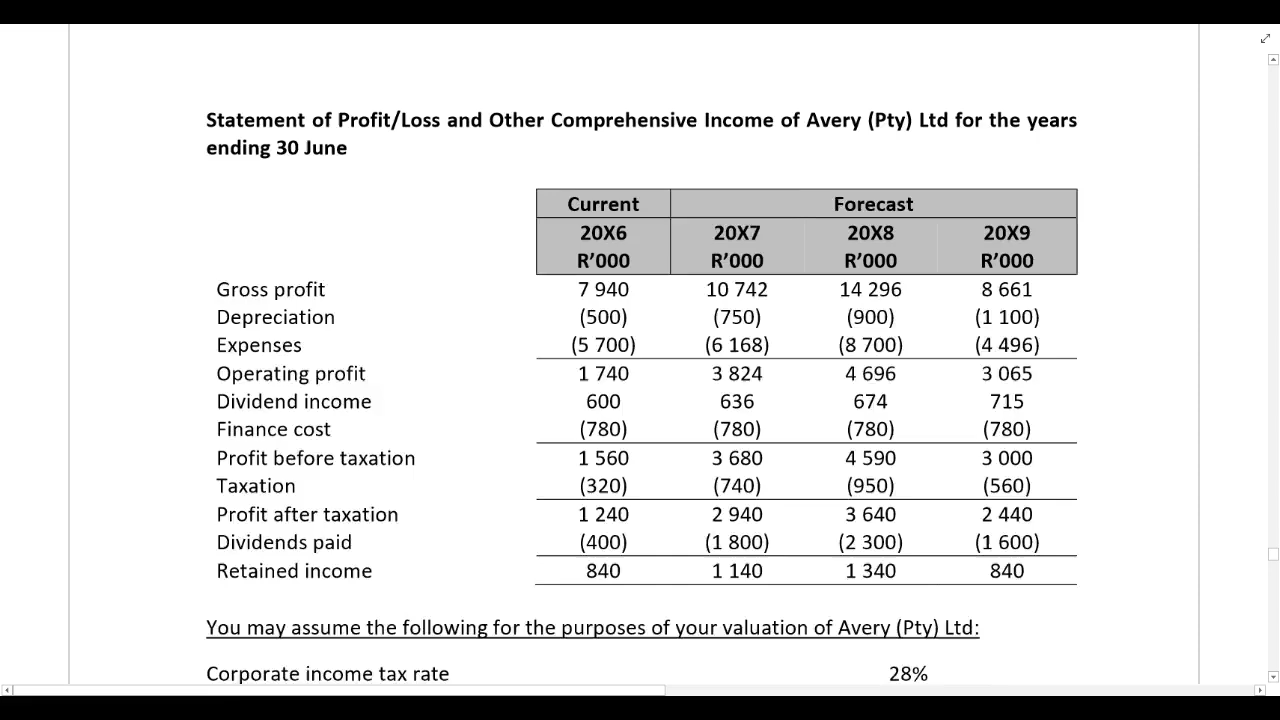 Statement of Profit/Loss and Other Comprehensive Income of Avery (Pty) Ltd for the years
ending 30 June
Current Forecast
20X6 20X7 20X8 20X9
R’000 R’000 R’000 R’000
Gross profit 7 940 10 742 14 296 8 661
Depreciation (500) (750) (900) (1 100)
Expenses (5 700) (6 168) (8 700) (4 496)
Operating profit 1 740 3 824 4 696 3 065
Dividend income 600 636 674 715
Finance cost (780) (780) (780) (780)
Profit before taxation 1 560 3 680 4 590 3 000
Taxation (320) (740) (950) (560)
Profit after taxation 1 240 2 940 3 640 2 440
Dividends paid (400) (1 800) (2 300) (1 600)
Retained income 840 1 140 1 340 840
You may assume the following for the purposes of your valuation of Avery (Pty) Ltd:
Corporate income tax rate 28%